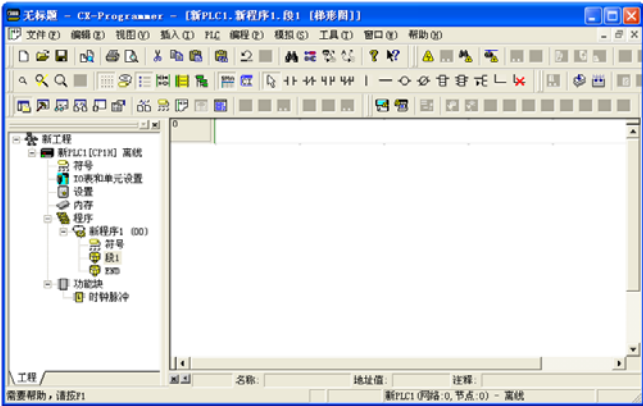 无标题 - CX-Programmer - [新PLC1.新程序1.段1 [梯形图]]
文件(F) 编辑(E) 视图(V) 插入(I) PLC 编程(P) 模拟(S) 工具(T) 窗口(W) 帮助(H)
0
新工程
新PLC1[CP1H] 离线
符号
IO表和单元设置
设置
内存
程序
新程序1 (00)
符号
段1
END
功能块
时钟脉冲
工程
名称: 地址值: 注释:
需要帮助，请按F1 新PLC1(网络:0,节点:0) - 离线